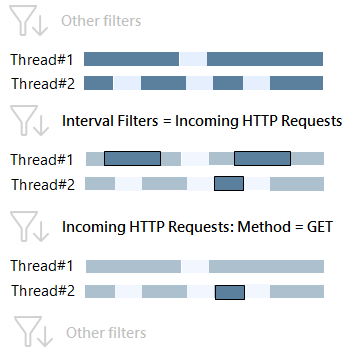 Other filters
Thread#1
Thread#2
Interval Filters = Incoming HTTP Requests
Thread#1
Thread#2
Incoming HTTP Requests: Method = GET
Thread#1
Thread#2
Other filters